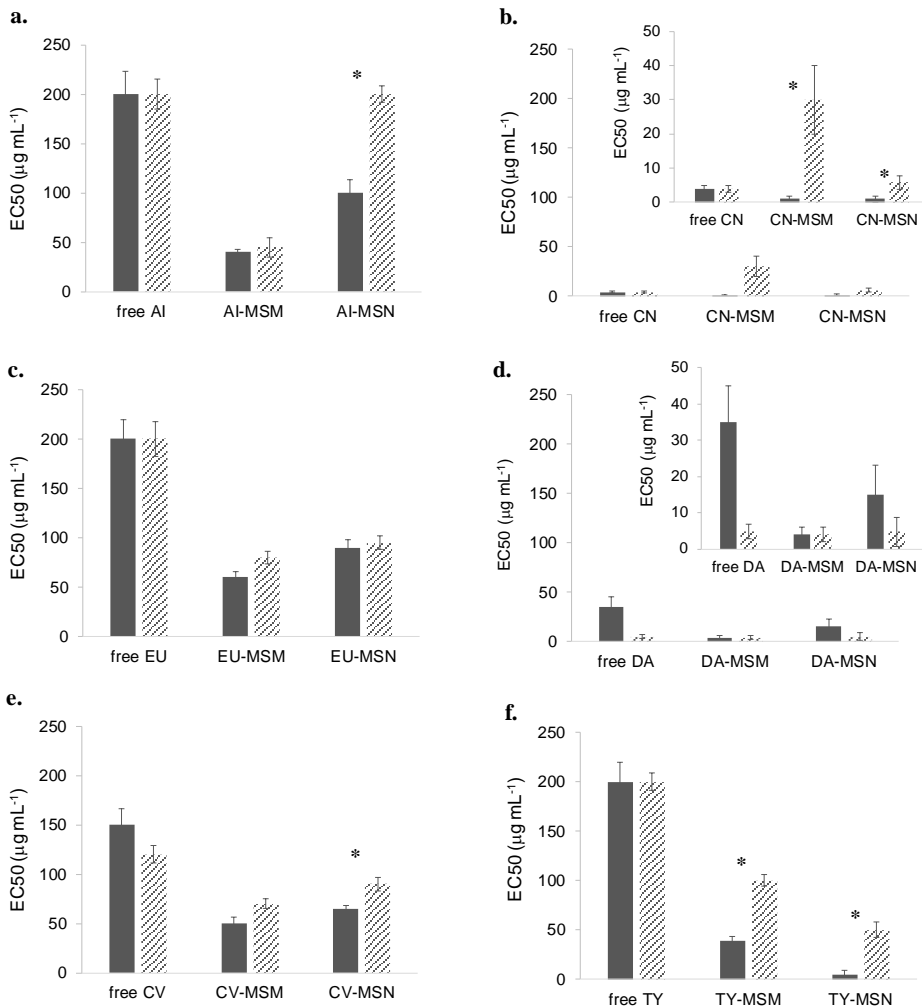 a.
EC50 (µg mL⁻¹)
250
200
150
100
50
0
*
free AI AI-MSM AI-MSN
b.
EC50 (µg mL⁻¹)
250
200
150
100
50
0
free CN CN-MSM CN-MSN
EC50 (µg mL⁻¹)
50
40
30
20
10
0
*
*
free CN CN-MSM CN-MSN
c.
EC50 (µg mL⁻¹)
250
200
150
100
50
0
free EU EU-MSM EU-MSN
d.
EC50 (µg mL⁻¹)
250
200
150
100
50
0
free DA DA-MSM DA-MSN
EC50 (µg mL⁻¹)
50
40
30
20
10
0
free DA DA-MSM DA-MSN
e.
EC50 (µg mL⁻¹)
250
200
150
100
50
0
*
free CV CV-MSM CV-MSN
f.
EC50 (µg mL⁻¹)
250
200
150
100
50
0
*
*
free TY TY-MSM TY-MSN